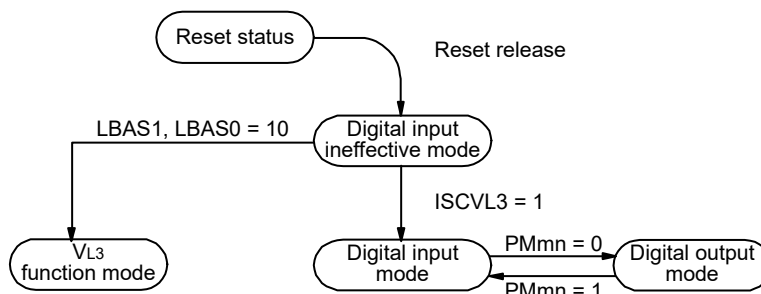 Reset status
Reset release
LBAS1, LBAS0 = 10
Digital input
ineffective mode
ISCVL3 = 1
VL3
function mode
Digital input
mode
PMmn = 0
PMmn = 1
Digital output
mode